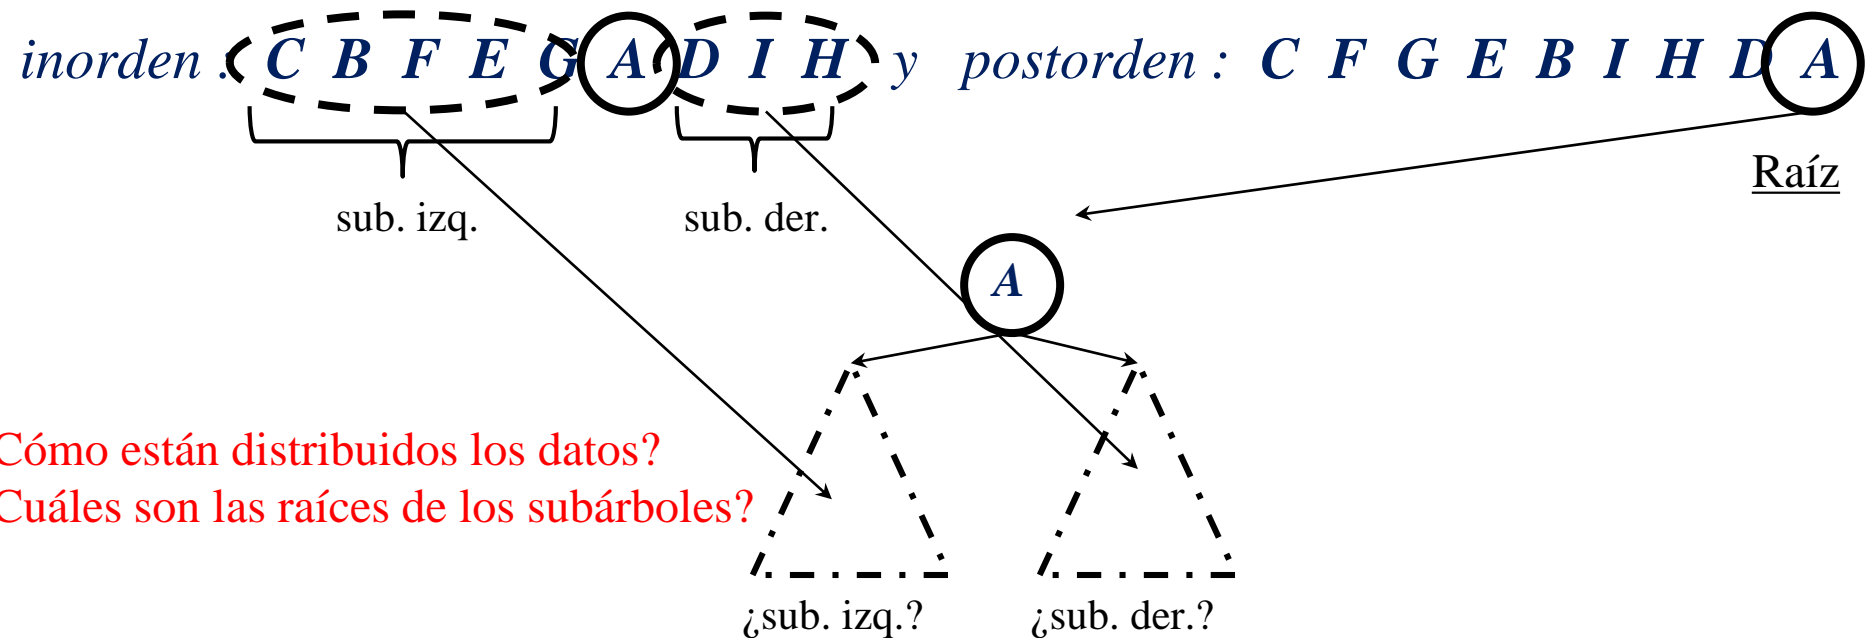 inorden : C B F E G A D I H y postorden : C F G E B I H D A
Raíz
sub. izq. sub. der.
A
Cómo están distribuidos los datos?
Cuáles son las raíces de los subárboles?
¿sub. izq.? ¿sub. der.?